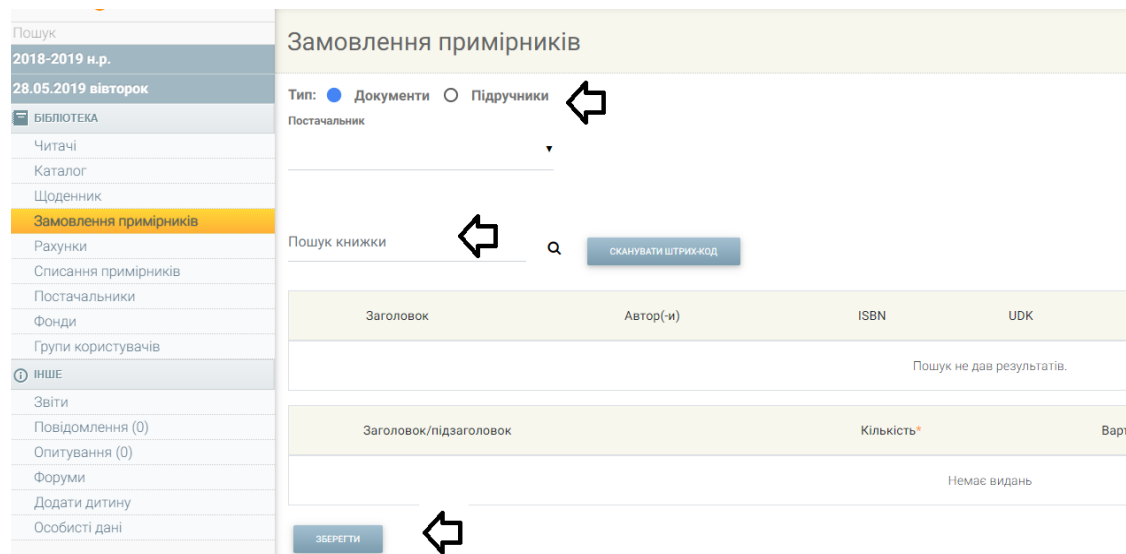 Пошук
2018-2019 н.р.
28.05.2019 вівторок
БІБЛІОТЕКА
Читачі
Каталог
Щоденник
Замовлення примірників
Рахунки
Списання примірників
Постачальники
Фонди
Групи користувачів
ІНШЕ
Звіти
Повідомлення (0)
Опитування (0)
Форуми
Додати дитину
Особисті дані
Замовлення примірників
Тип: Документи Підручники
Постачальник
Пошук книжки
СКАНУВАТИ ШТРИХ-КОД
Заголовок Автор(-и) ISBN UDK
Пошук не дав результатів.
Заголовок/підзаголовок Кількість* Варт
Немає видань
ЗБЕРЕГТИ